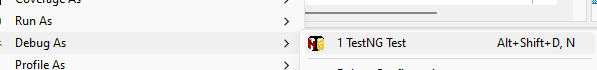 Coverage As
Run As
Debug As
1 TestNG Test Alt+Shift+D, N
Profile As